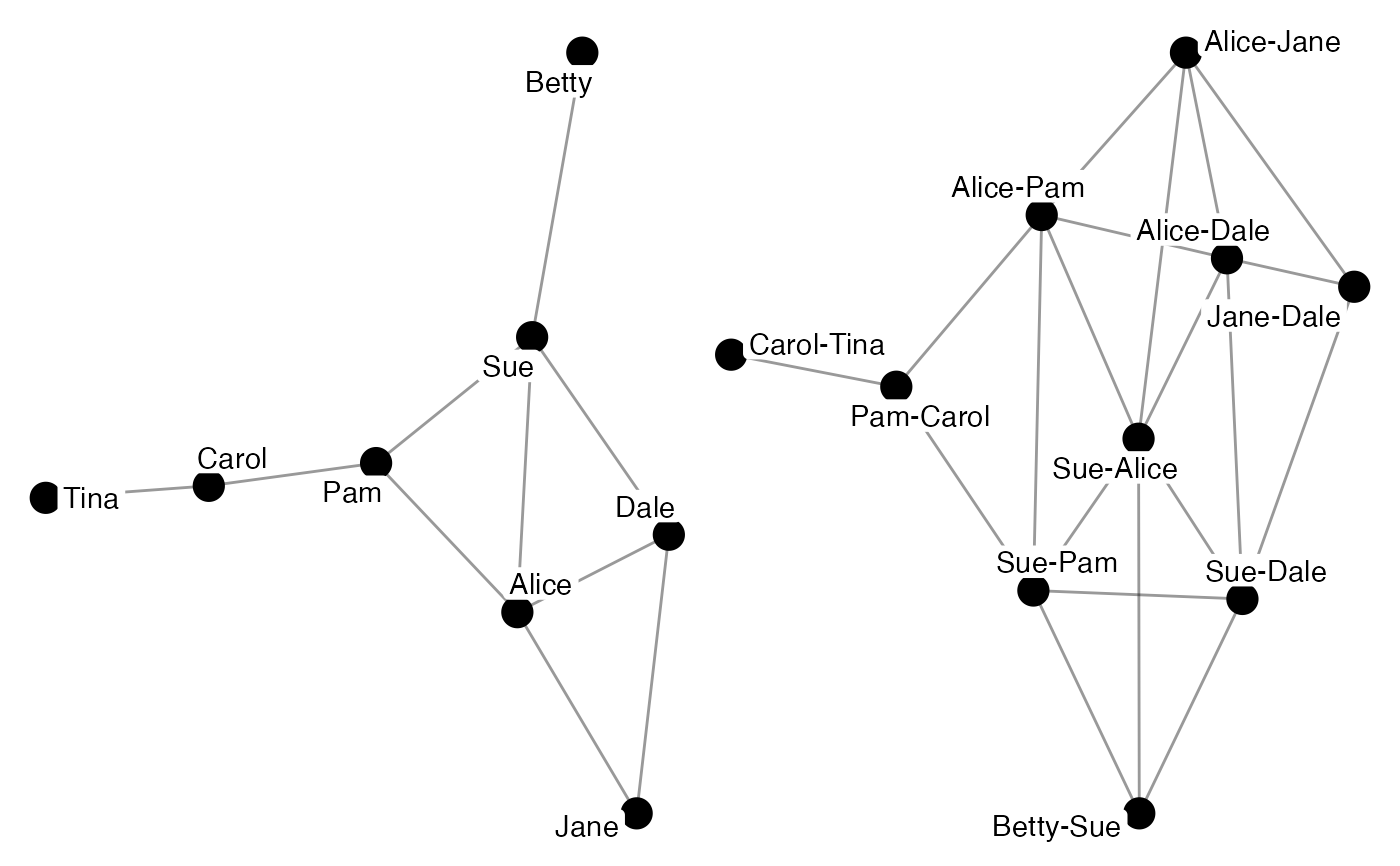 Betty
Sue
Carol
Tina
Pam
Dale
Alice
Jane
Alice-Jane
Alice-Pam
Alice-Dale
Jane-Dale
Carol-Tina
Pam-Carol
Sue-Alice
Sue-Pam
Sue-Dale
Betty-Sue